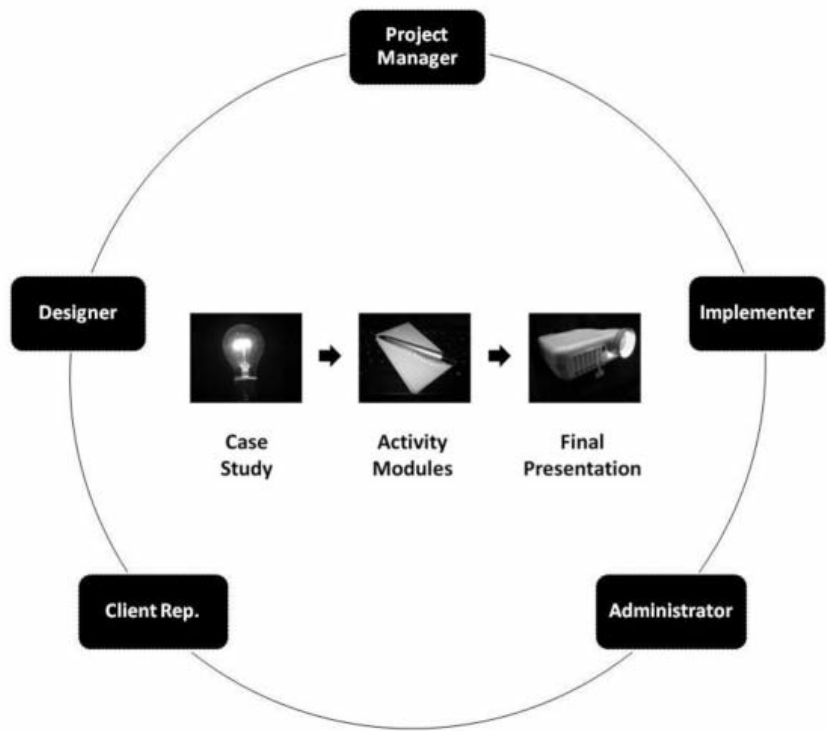 Project
Manager
Designer
Implementer
Case
Study
Activity
Modules
Final
Presentation
Client Rep.
Administrator